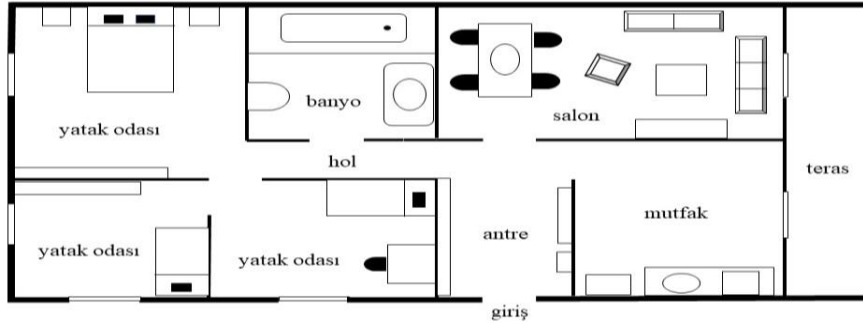 banyo
salon
yatak odası
hol
teras
mutfak
antre
yatak odası
yatak odası
giriş